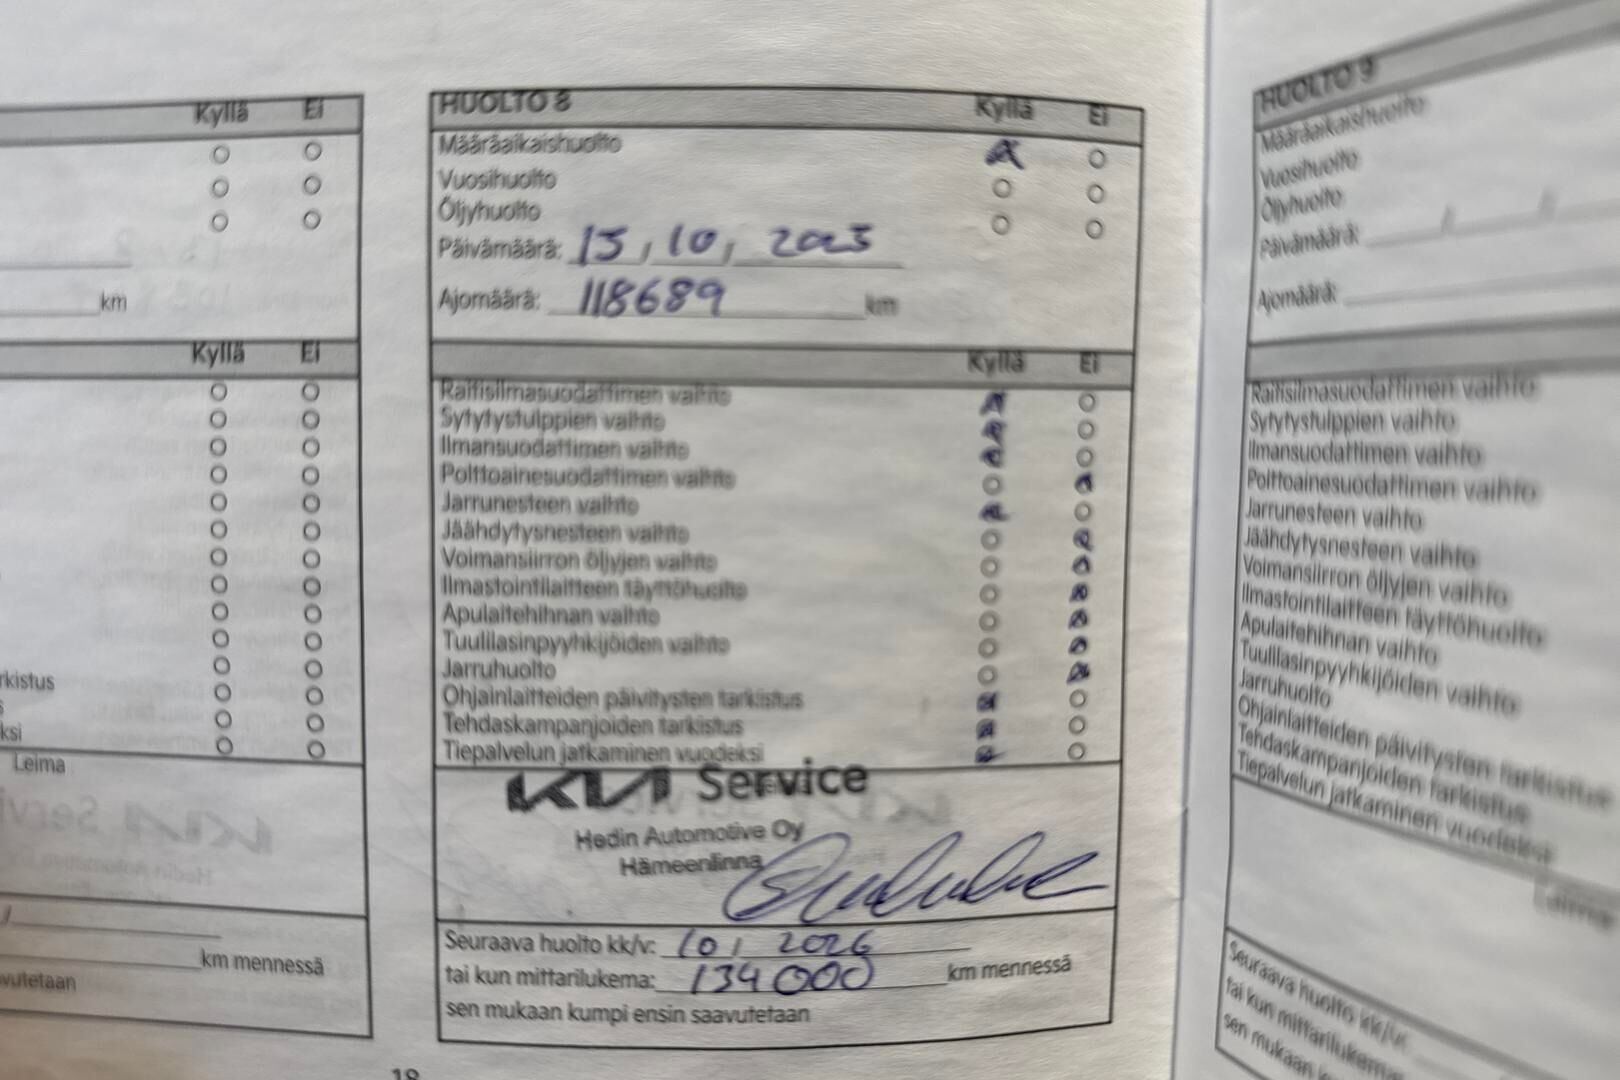 Kyllä Ei
km
Kyllä Ei
rkistus
s
ksi
Leima
km mennessä
vutetaan
HUOLTO 8 Kyllä Ei
Määräaikaishuolto
Vuosihuolto
Öljyhuolto
Päivämäärä: 15, 10, 2025
Ajomäärä: 118689 km
Kyllä Ei
Raitisilmasuodattimen vaihto
Sytytystulppien vaihto
Ilmansuodattimen vaihto
Polttoainesuodattimen vaihto
Jarrunesteen vaihto
Jäähdytysnesteen vaihto
Voimansiirron öljyjen vaihto
Ilmastointilaitteen täyttöhuolto
Apulaitehihnan vaihto
Tuulilasinpyyhkijöiden vaihto
Jarruhuolto
Ohjainlaitteiden päivitysten tarkistus
Tehdaskampanjoiden tarkistus
Tiepalvelun jatkaminen vuodeksi
KIA Service
Hedin Automotive Oy
Hämeenlinna
Seuraava huolto kk/v: 10 / 2026
tai kun mittarilukema: 134000 km mennessä
sen mukaan kumpi ensin saavutetaan
HUOLTO 9
Määräaikaishuolto
Vuosihuolto
Öljyhuolto
Päivämäärä: / /
Ajomäärä:
Raitisilmasuodattimen vaihto
Sytytystulppien vaihto
Ilmansuodattimen vaihto
Polttoainesuodattimen vaihto
Jarrunesteen vaihto
Jäähdytysnesteen vaihto
Voimansiirron öljyjen vaihto
Ilmastointilaitteen täyttöhuolto
Apulaitehihnan vaihto
Tuulilasinpyyhkijöiden vaihto
Jarruhuolto
Ohjainlaitteiden päivitysten tarkistus
Tehdaskampanjoiden tarkistus
Tiepalvelun jatkaminen vuodeksi
Leima
Seuraava huolto kk/v:
tai kun mittarilukema
sen mukaan